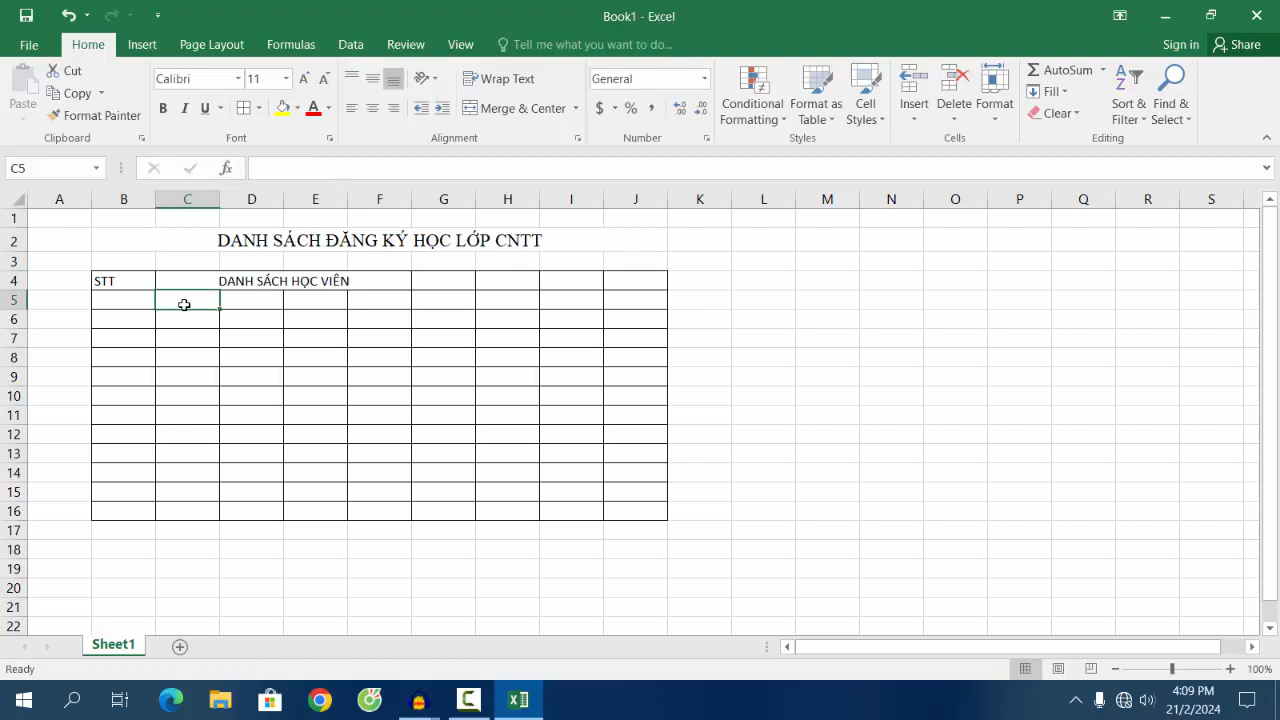 Book1 - Excel
File Home Insert Page Layout Formulas Data Review View Tell me what you want to do... Sign in Share
Paste
Cut
Copy
Format Painter
Clipboard
Calibri 11
B I U
Font
Wrap Text
Merge & Center
Alignment
General
$ % ,
Number
Conditional Formatting
Format as Table
Cell Styles
Styles
Insert Delete Format
Cells
AutoSum
Fill
Clear
Sort & Filter
Find & Select
Editing
C5 fx
A B C D E F G H I J K L M N O P Q R S
1
2 DANH SÁCH ĐĂNG KÝ HỌC LỚP CNTT
3
4 STT DANH SÁCH HỌC VIÊN
5
6
7
8
9
10
11
12
13
14
15
16
17
18
19
20
21
22
Sheet1
Ready 100%
4:09 PM
21/2/2024